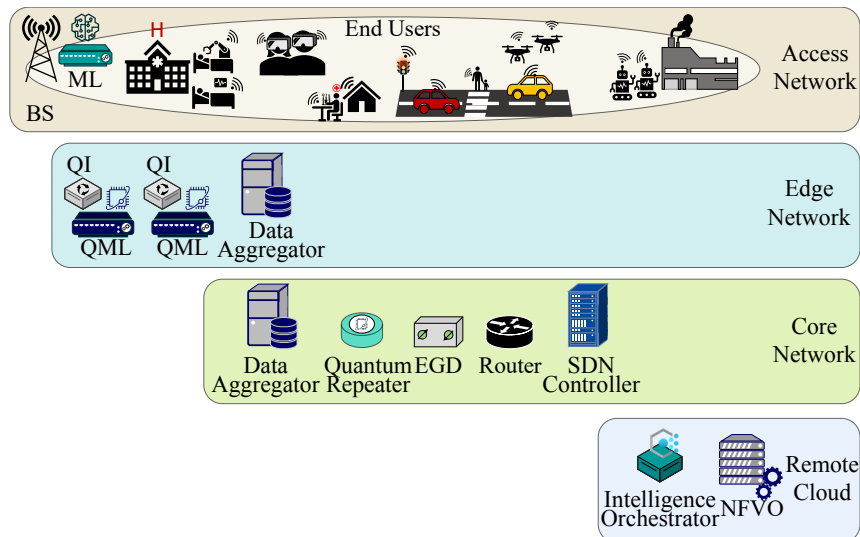 End Users
H
ML
BS
Access
Network
QI
QI
QML
QML
Data
Aggregator
Edge
Network
Data
Aggregator
Quantum
Repeater
EGD
Router
SDN
Controller
Core
Network
Intelligence
Orchestrator
NFVO
Remote
Cloud